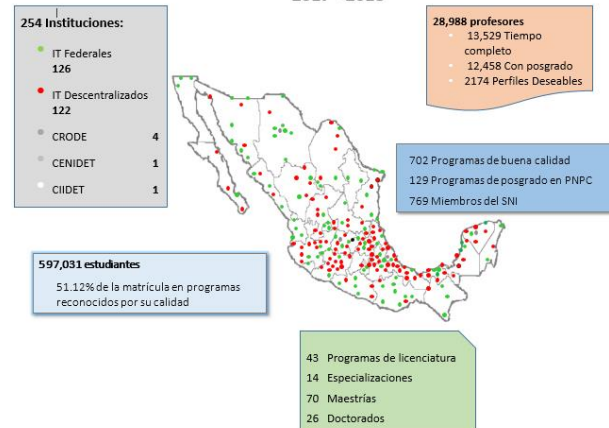 254 Instituciones:
IT Federales
126
IT Descentralizados
122
CRODE 4
CENIDET 1
CIIDET 1
28,988 profesores
13,529 Tiempo
completo
12,458 Con posgrado
2174 Perfiles Deseables
702 Programas de buena calidad
129 Programas de posgrado en PNPC
769 Miembros del SNI
597,031 estudiantes
51.12% de la matrícula en programas
reconocidos por su calidad
43 Programas de licenciatura
14 Especializaciones
70 Maestrías
26 Doctorados